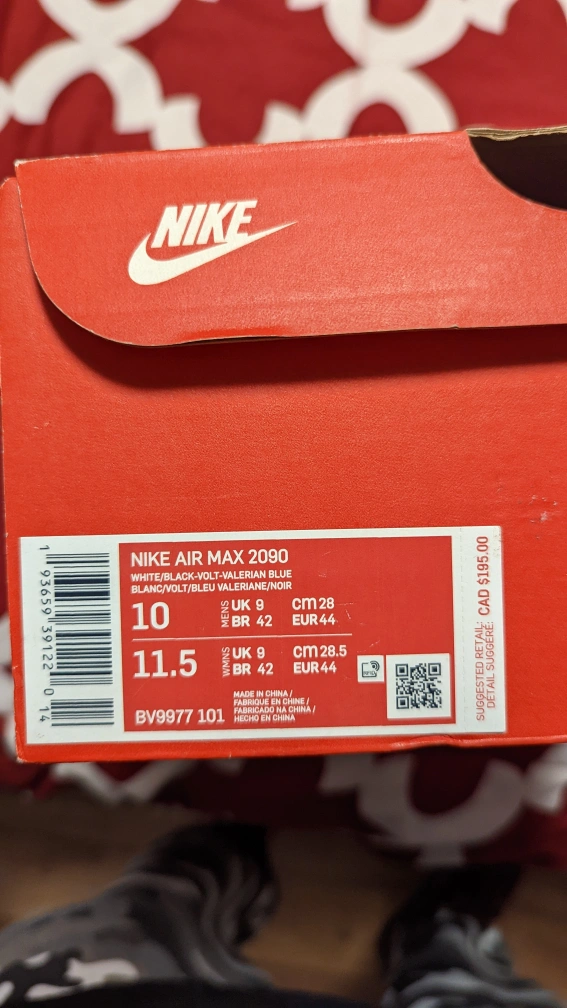 NIKE
NIKE AIR MAX 2090
WHITE/BLACK-VOLT-VALERIAN BLUE
BLANC/VOLT/BLEU VALERIANE/NOIR
10 MENS UK 9 cm 28
BR 42 EUR 44
11.5 WMNS UK 9 cm 28.5
BR 42 EUR 44
BV9977 101
MADE IN CHINA /
FABRIQUE EN CHINE /
FABRICADO NA CHINA /
HECHO EN CHINA
1 93659 39122 0 14
SUGGESTED RETAIL: CAD $195.00
DETAIL SUGGERE: